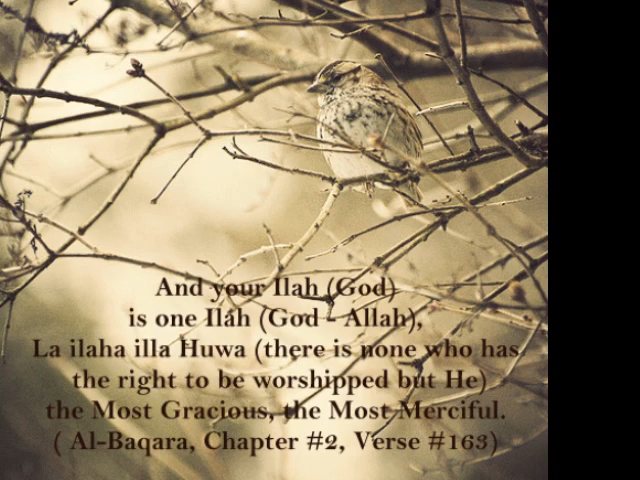 And your Ilah (God)
is one Ilâh (God - Allah),
La ilaha illa Huwa (there is none who has
the right to be worshipped but He)
the Most Gracious, the Most Merciful.
( Al-Baqara, Chapter #2, Verse #163)